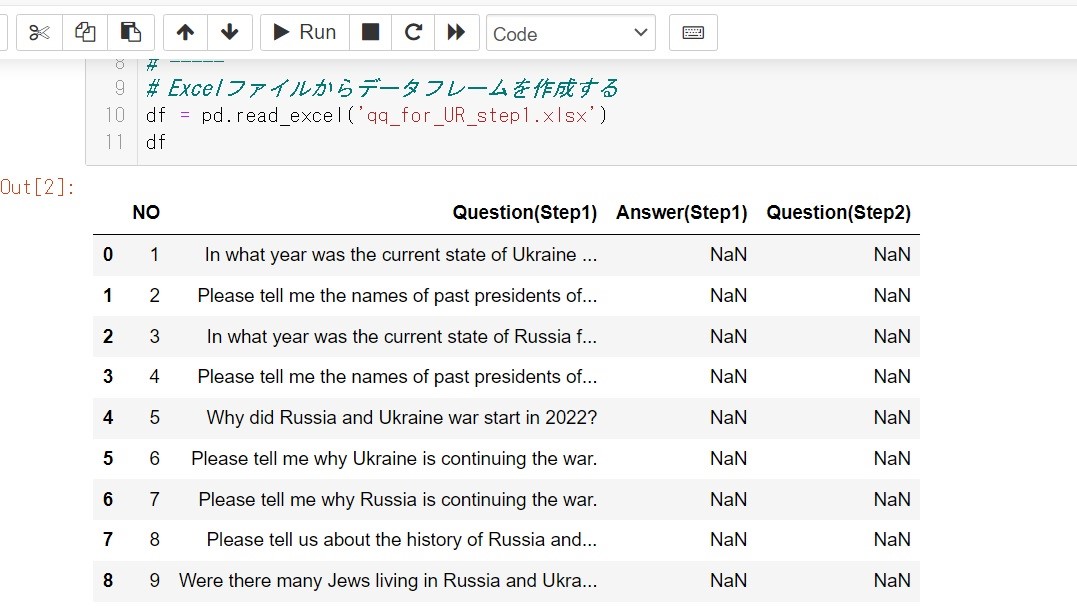 Run
Code
8 # -----
9 # Excelファイルからデータフレームを作成する
10 df = pd.read_excel('qq_for_UR_step1.xlsx')
11 df
Out[2]:
NO Question(Step1) Answer(Step1) Question(Step2)
0 1 In what year was the current state of Ukraine ... NaN NaN
1 2 Please tell me the names of past presidents of... NaN NaN
2 3 In what year was the current state of Russia f... NaN NaN
3 4 Please tell me the names of past presidents of... NaN NaN
4 5 Why did Russia and Ukraine war start in 2022? NaN NaN
5 6 Please tell me why Ukraine is continuing the war. NaN NaN
6 7 Please tell me why Russia is continuing the war. NaN NaN
7 8 Please tell us about the history of Russia and... NaN NaN
8 9 Were there many Jews living in Russia and Ukra... NaN NaN